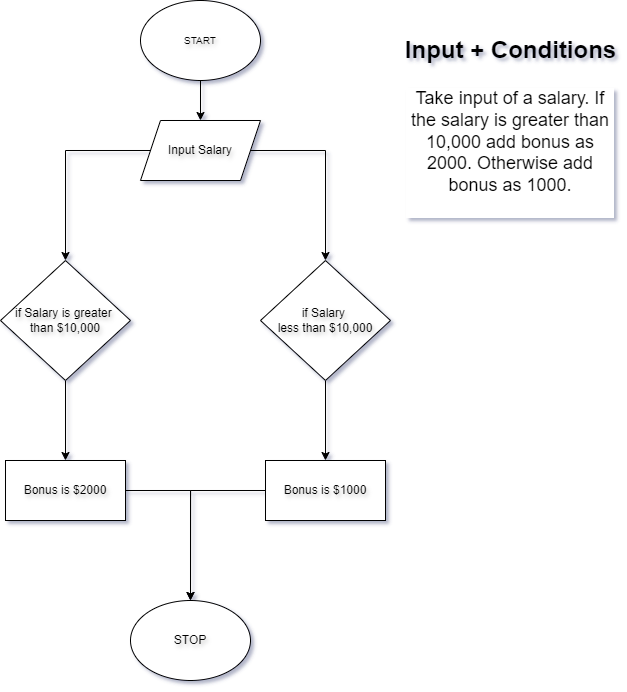 START
Input + Conditions
Take input of a salary. If
the salary is greater than
10,000 add bonus as
2000. Otherwise add
bonus as 1000.
Input Salary
if Salary is greater
than $10,000
if Salary
less than $10,000
Bonus is $2000
Bonus is $1000
STOP